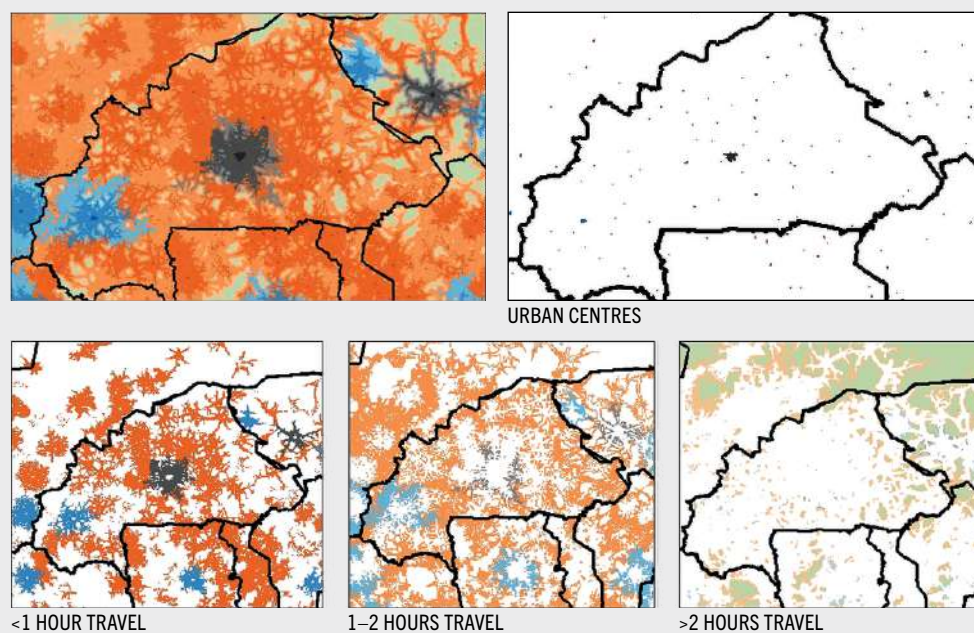 URBAN CENTRES
<1 HOUR TRAVEL
1–2 HOURS TRAVEL
>2 HOURS TRAVEL